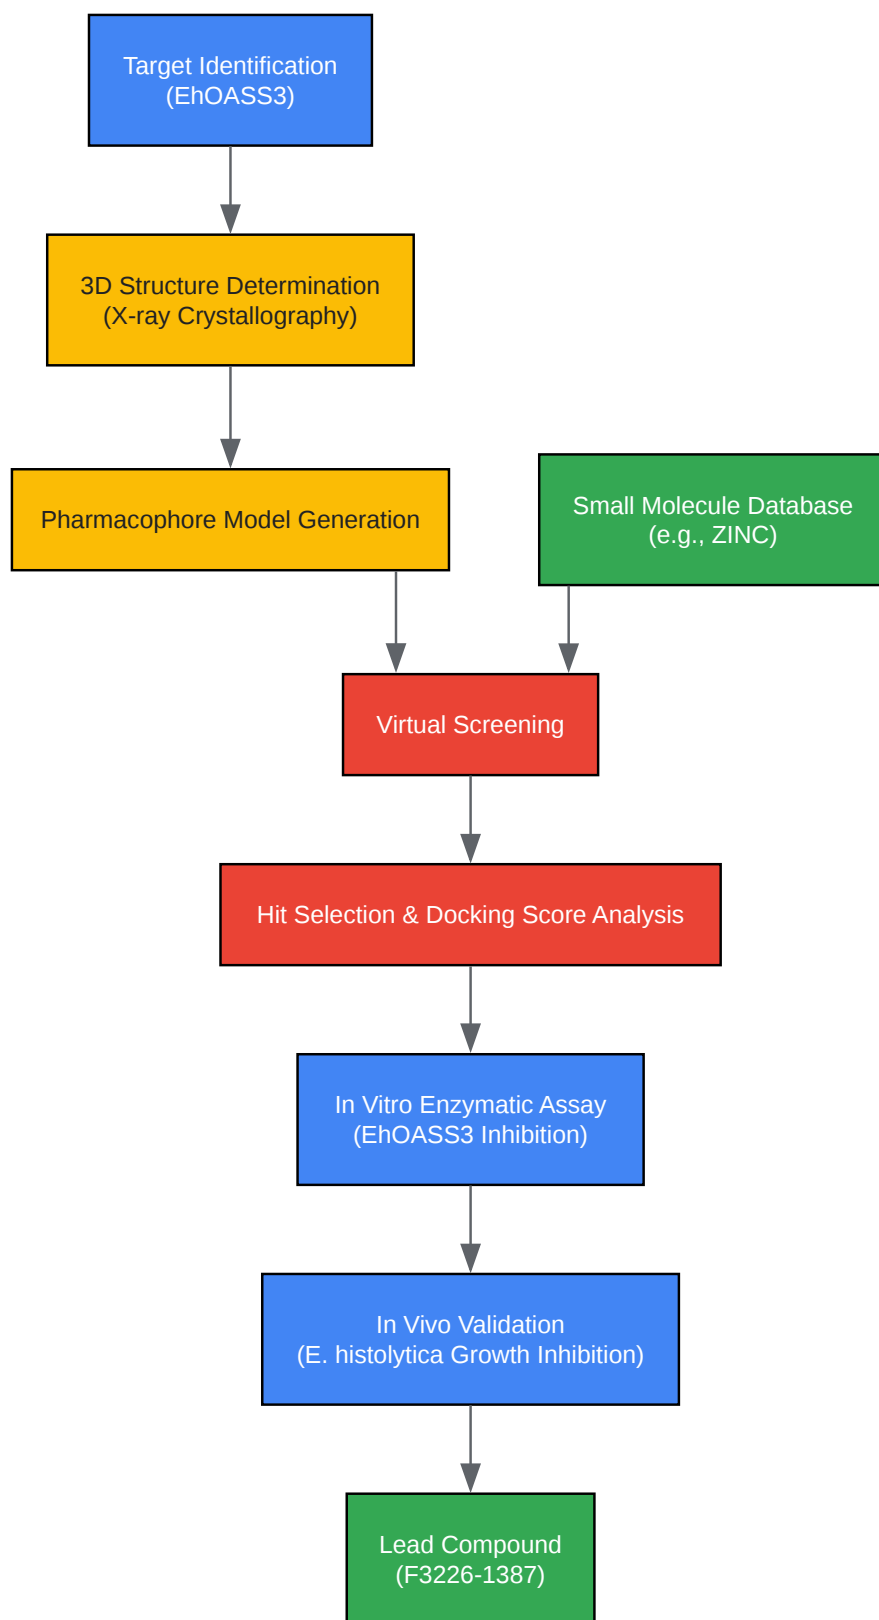 Target Identification
(EhOASS3)
3D Structure Determination
(X-ray Crystallography)
Pharmacophore Model Generation
Small Molecule Database
(e.g., ZINC)
Virtual Screening
Hit Selection & Docking Score Analysis
In Vitro Enzymatic Assay
(EhOASS3 Inhibition)
In Vivo Validation
(E. histolytica Growth Inhibition)
Lead Compound
(F3226-1387)